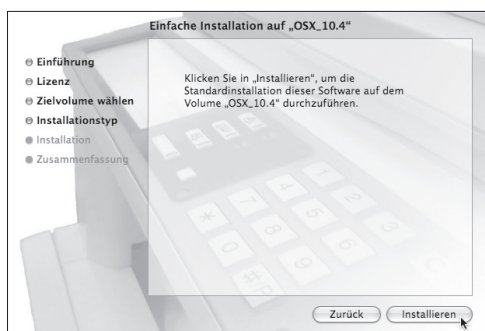 Einfache Installation auf „OSX_10.4“
Einführung
Lizenz
Zielvolume wählen
Installationstyp
Installation
Zusammenfassung
Klicken Sie in „Installieren“, um die
Standardinstallation dieser Software auf dem
Volume „OSX_10.4“ durchzuführen.
Zurück
Installieren